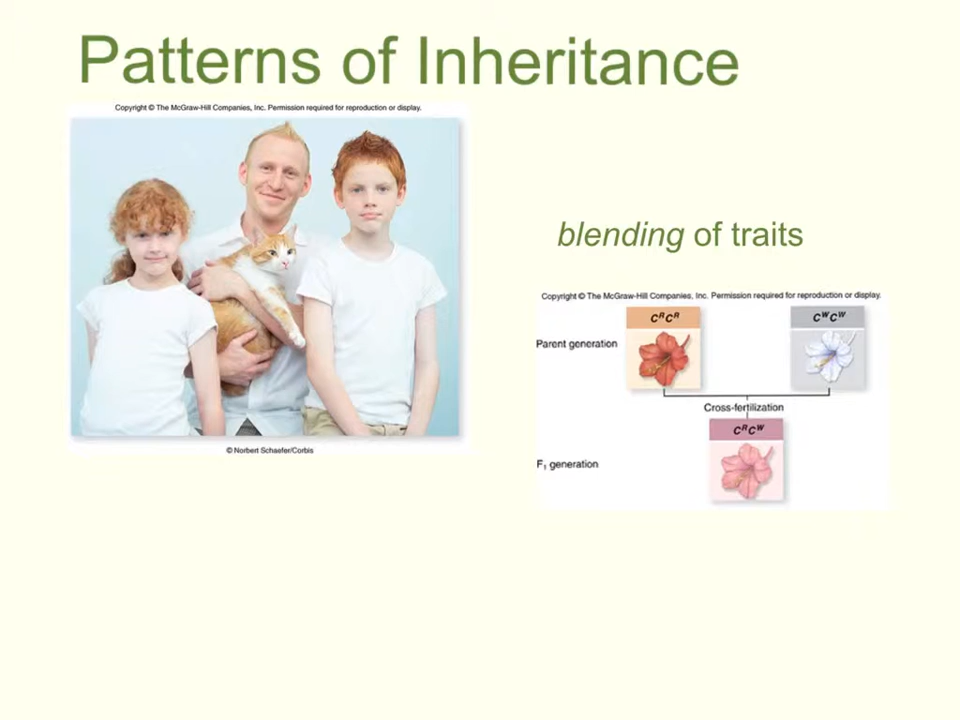 Patterns of Inheritance
Copyright © The McGraw-Hill Companies, Inc. Permission required for reproduction or display.
© Norbert Schaefer/Corbis
blending of traits
Copyright © The McGraw-Hill Companies, Inc. Permission required for reproduction or display.
CᴿCᴿ
CᵂCᵂ
Parent generation
Cross-fertilization
CᴿCᵂ
F₁ generation